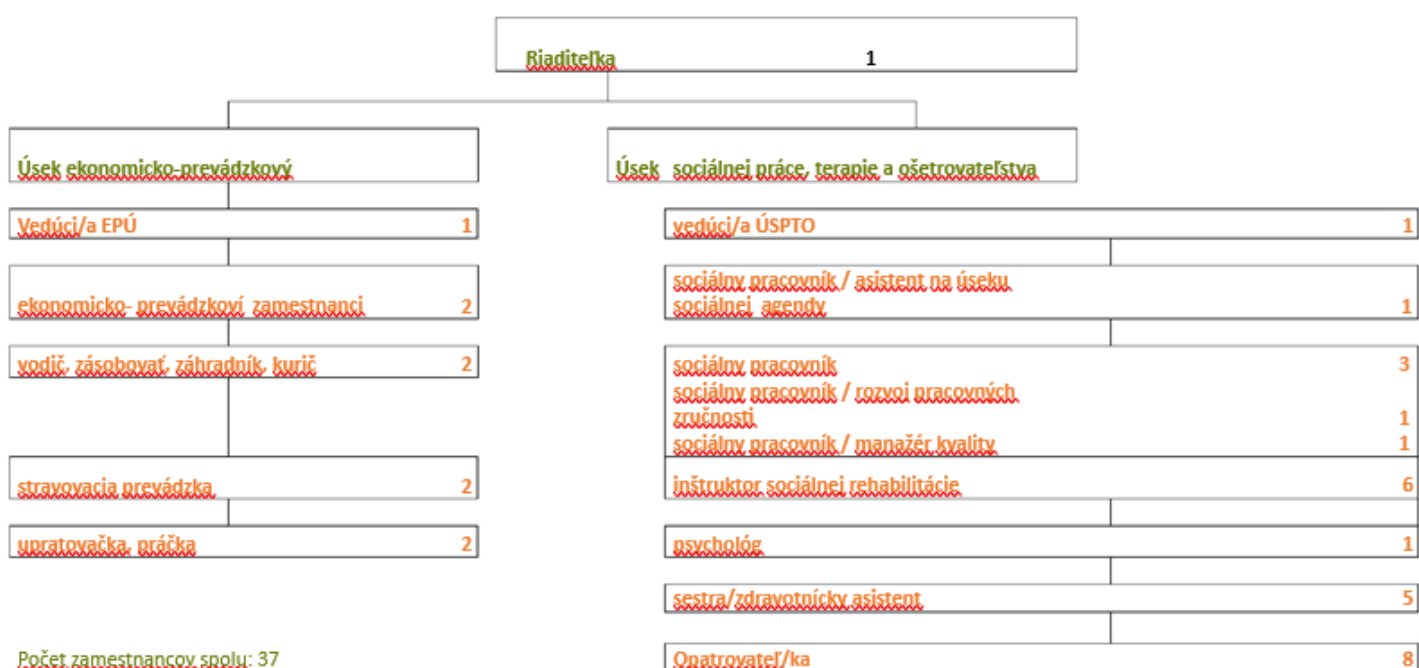 Riaditeľka 1
Úsek ekonomicko-prevádzkový
Úsek sociálnej práce, terapie a ošetrovateľstva
Vedúci/a EPÚ 1
vedúci/a ÚSPTO 1
ekonomicko- prevádzkoví zamestnanci 2
sociálny pracovník / asistent na úseku
sociálnej agendy 1
vodič, zásobovať, záhradník, kurič 2
sociálny pracovník 3
sociálny pracovník / rozvoj pracovných
zručnosti 1
sociálny pracovník / manažér kvality 1
stravovacia prevádzka 2
inštruktor sociálnej rehabilitácie 6
upratovačka, práčka 2
psychológ 1
sestra/zdravotnícky asistent 5
Počet zamestnancov spolu: 37
Opatrovateľ/ka 8